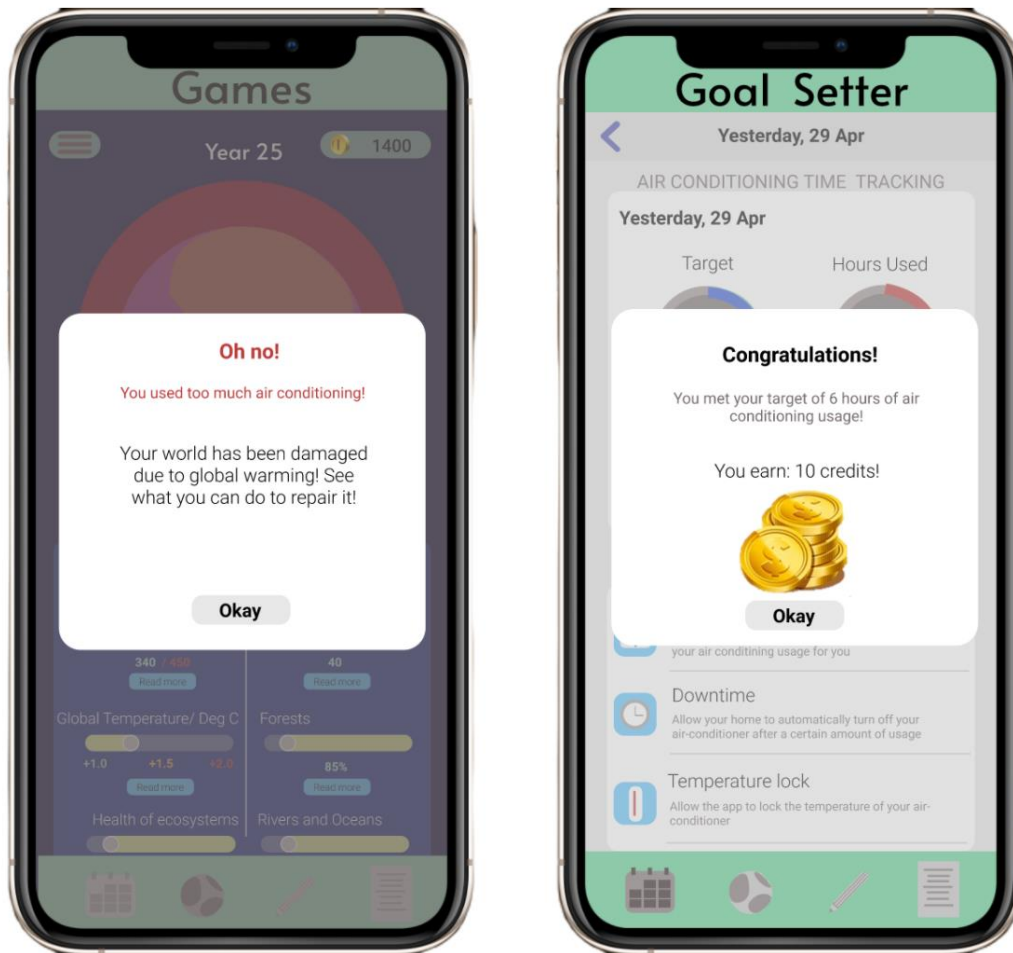 Games
Year 25
1400
Oh no!
You used too much air conditioning!
Your world has been damaged
due to global warming! See
what you can do to repair it!
Okay
340 / 450
40
Read more
Read more
Global Temperature/ Deg C
Forests
+1.0 +1.5 +2.0
85%
Read more
Read more
Health of ecosystems
Rivers and Oceans
Goal Setter
Yesterday, 29 Apr
AIR CONDITIONING TIME TRACKING
Yesterday, 29 Apr
Target
Hours Used
Congratulations!
You met your target of 6 hours of air
conditioning usage!
You earn: 10 credits!
Okay
your air conditining usage for you
Downtime
Allow your home to automatically turn off your
air-conditioner after a certain amount of usage
Temperature lock
Allow the app to lock the temperature of your air-
conditioner